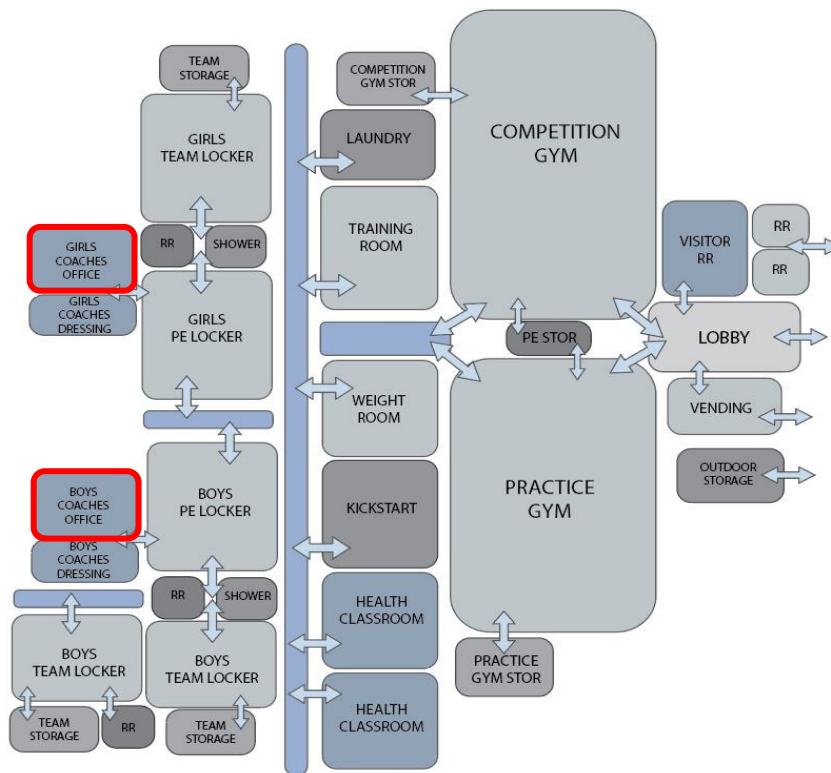 TEAM
STORAGE
GIRLS
TEAM LOCKER
RR
SHOWER
GIRLS
COACHES
OFFICE
GIRLS
COACHES
DRESSING
GIRLS
PE LOCKER
BOYS
PE LOCKER
BOYS
COACHES
OFFICE
BOYS
COACHES
DRESSING
RR
SHOWER
BOYS
TEAM LOCKER
BOYS
TEAM LOCKER
TEAM
STORAGE
RR
TEAM
STORAGE
COMPETITION
GYM STOR
LAUNDRY
TRAINING
ROOM
WEIGHT
ROOM
KICKSTART
HEALTH
CLASSROOM
HEALTH
CLASSROOM
COMPETITION
GYM
PE STOR
PRACTICE
GYM
PRACTICE
GYM STOR
VISITOR
RR
RR
RR
LOBBY
VENDING
OUTDOOR
STORAGE